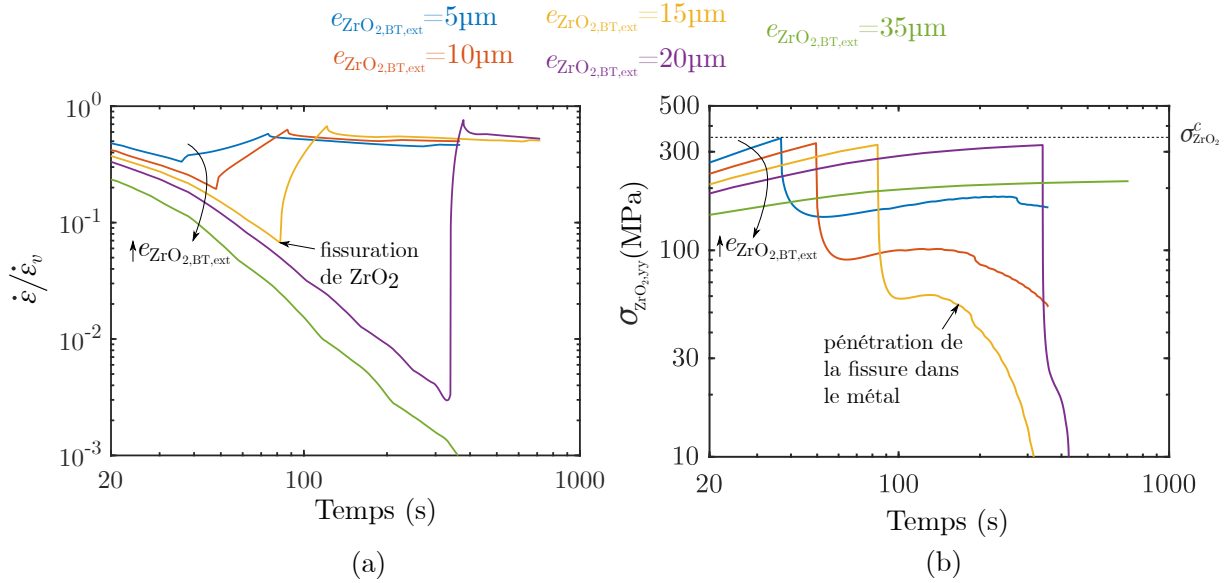 e_ZrO2,BT,ext=5µm
e_ZrO2,BT,ext=15µm
e_ZrO2,BT,ext=35µm
e_ZrO2,BT,ext=10µm
e_ZrO2,BT,ext=20µm
10^0
10^-1
10^-2
10^-3
ε̇/ε̇_v
e_ZrO2,BT,ext
fissuration
de ZrO2
20
100
1000
Temps (s)
(a)
500
300
100
30
10
σ_ZrO2,yy(MPa)
σ^c_ZrO2
e_ZrO2,BT,ext
pénétration de
la fissure dans
le métal
20
100
1000
Temps (s)
(b)